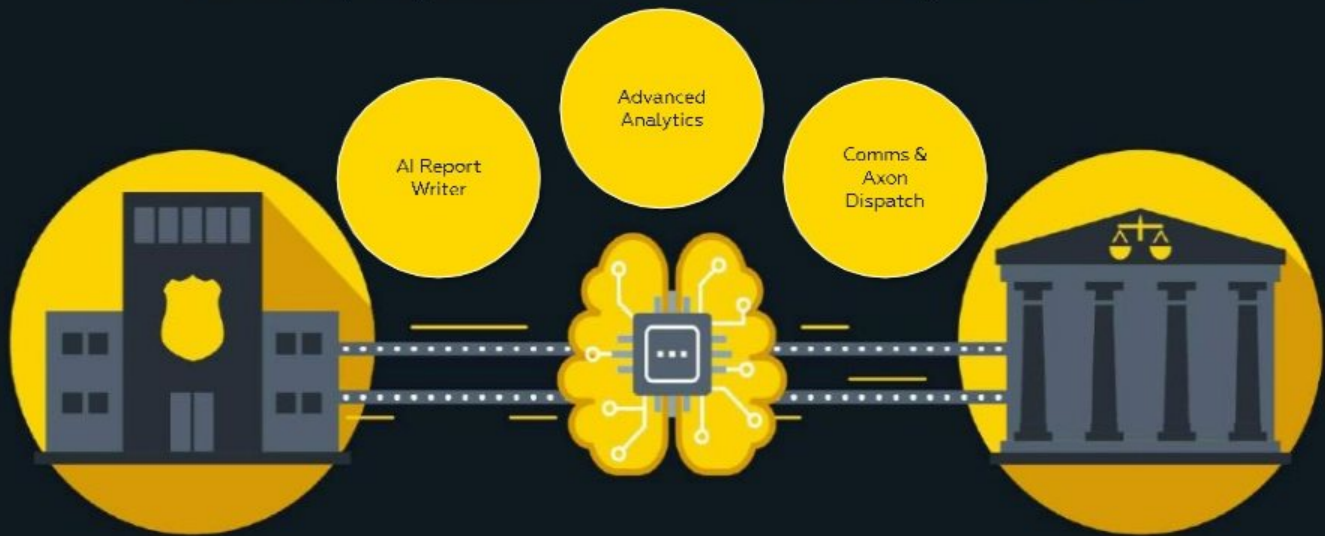 AI Report
Writer
Advanced
Analytics
Comms &
Axon
Dispatch